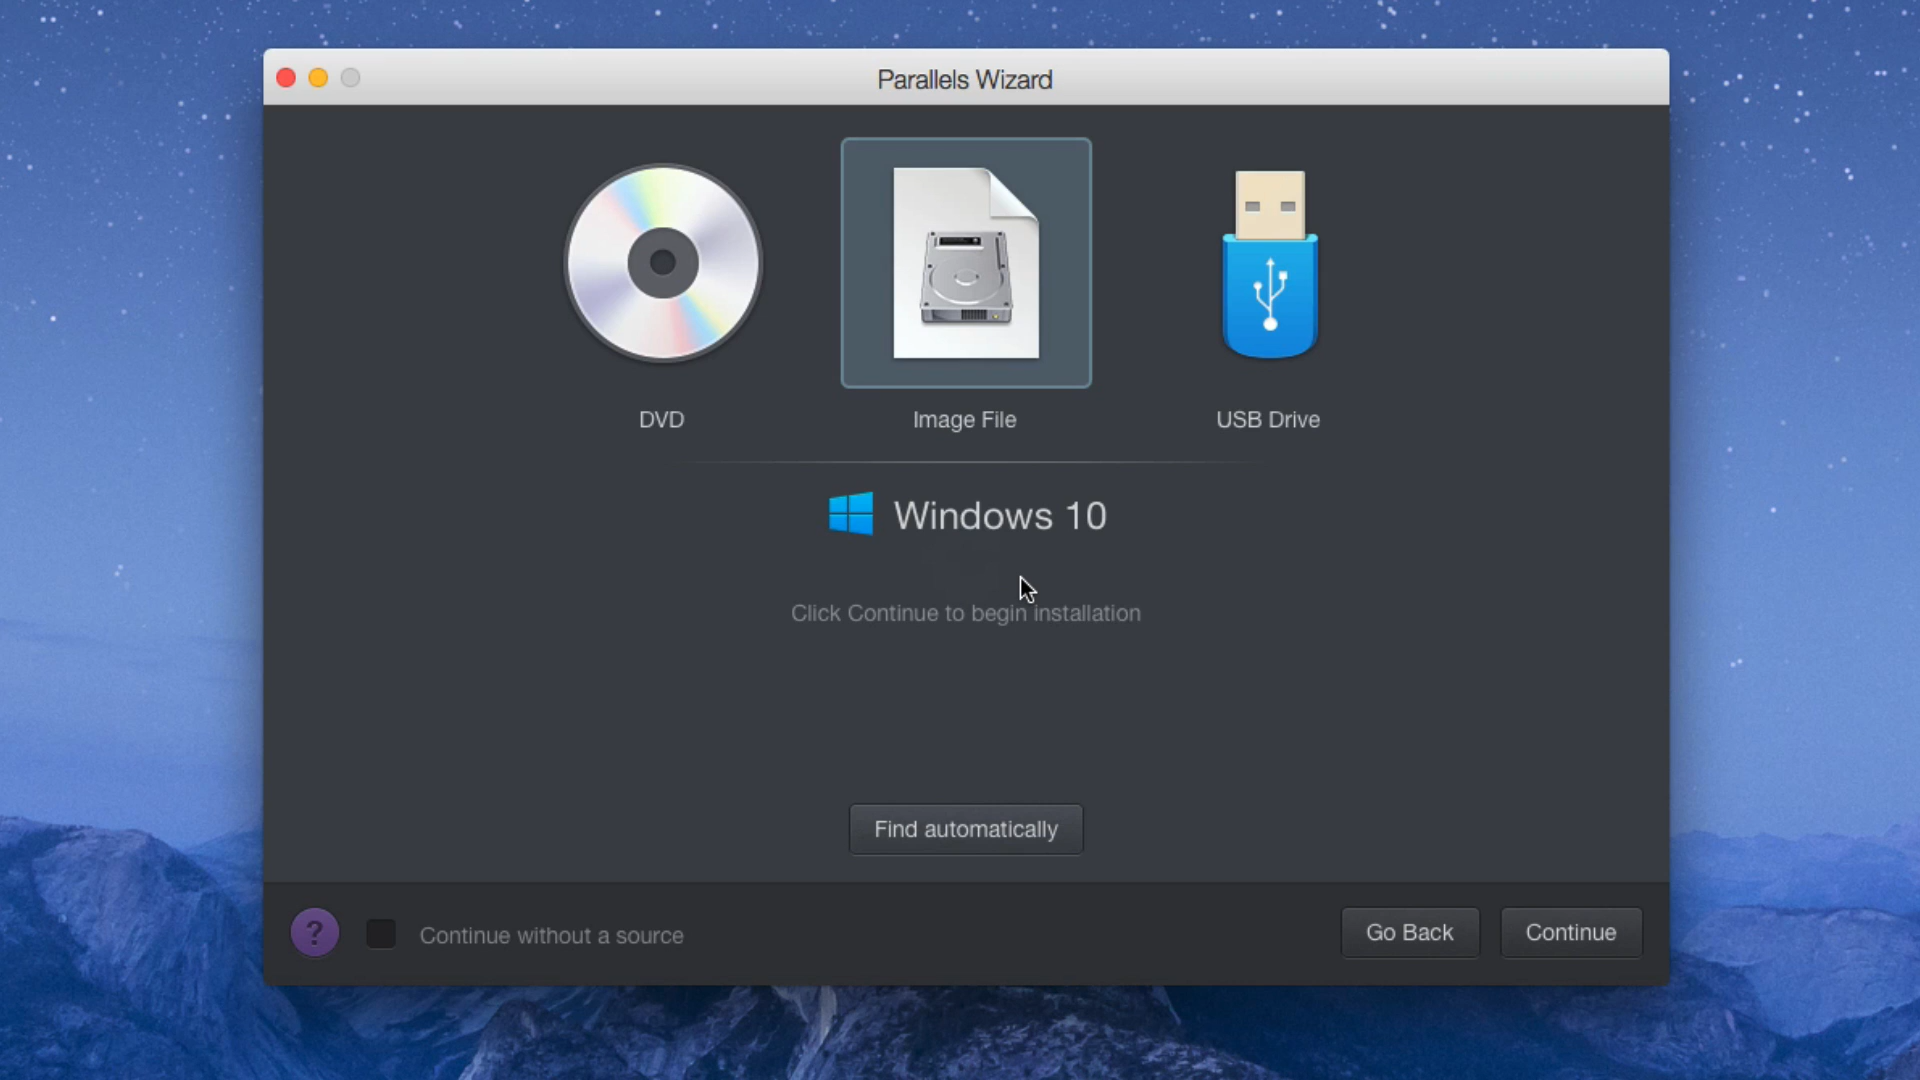 Parallels Wizard
DVD
Image File
USB Drive
Windows 10
Click Continue to begin installation
Find automatically
?
Continue without a source
Go Back
Continue